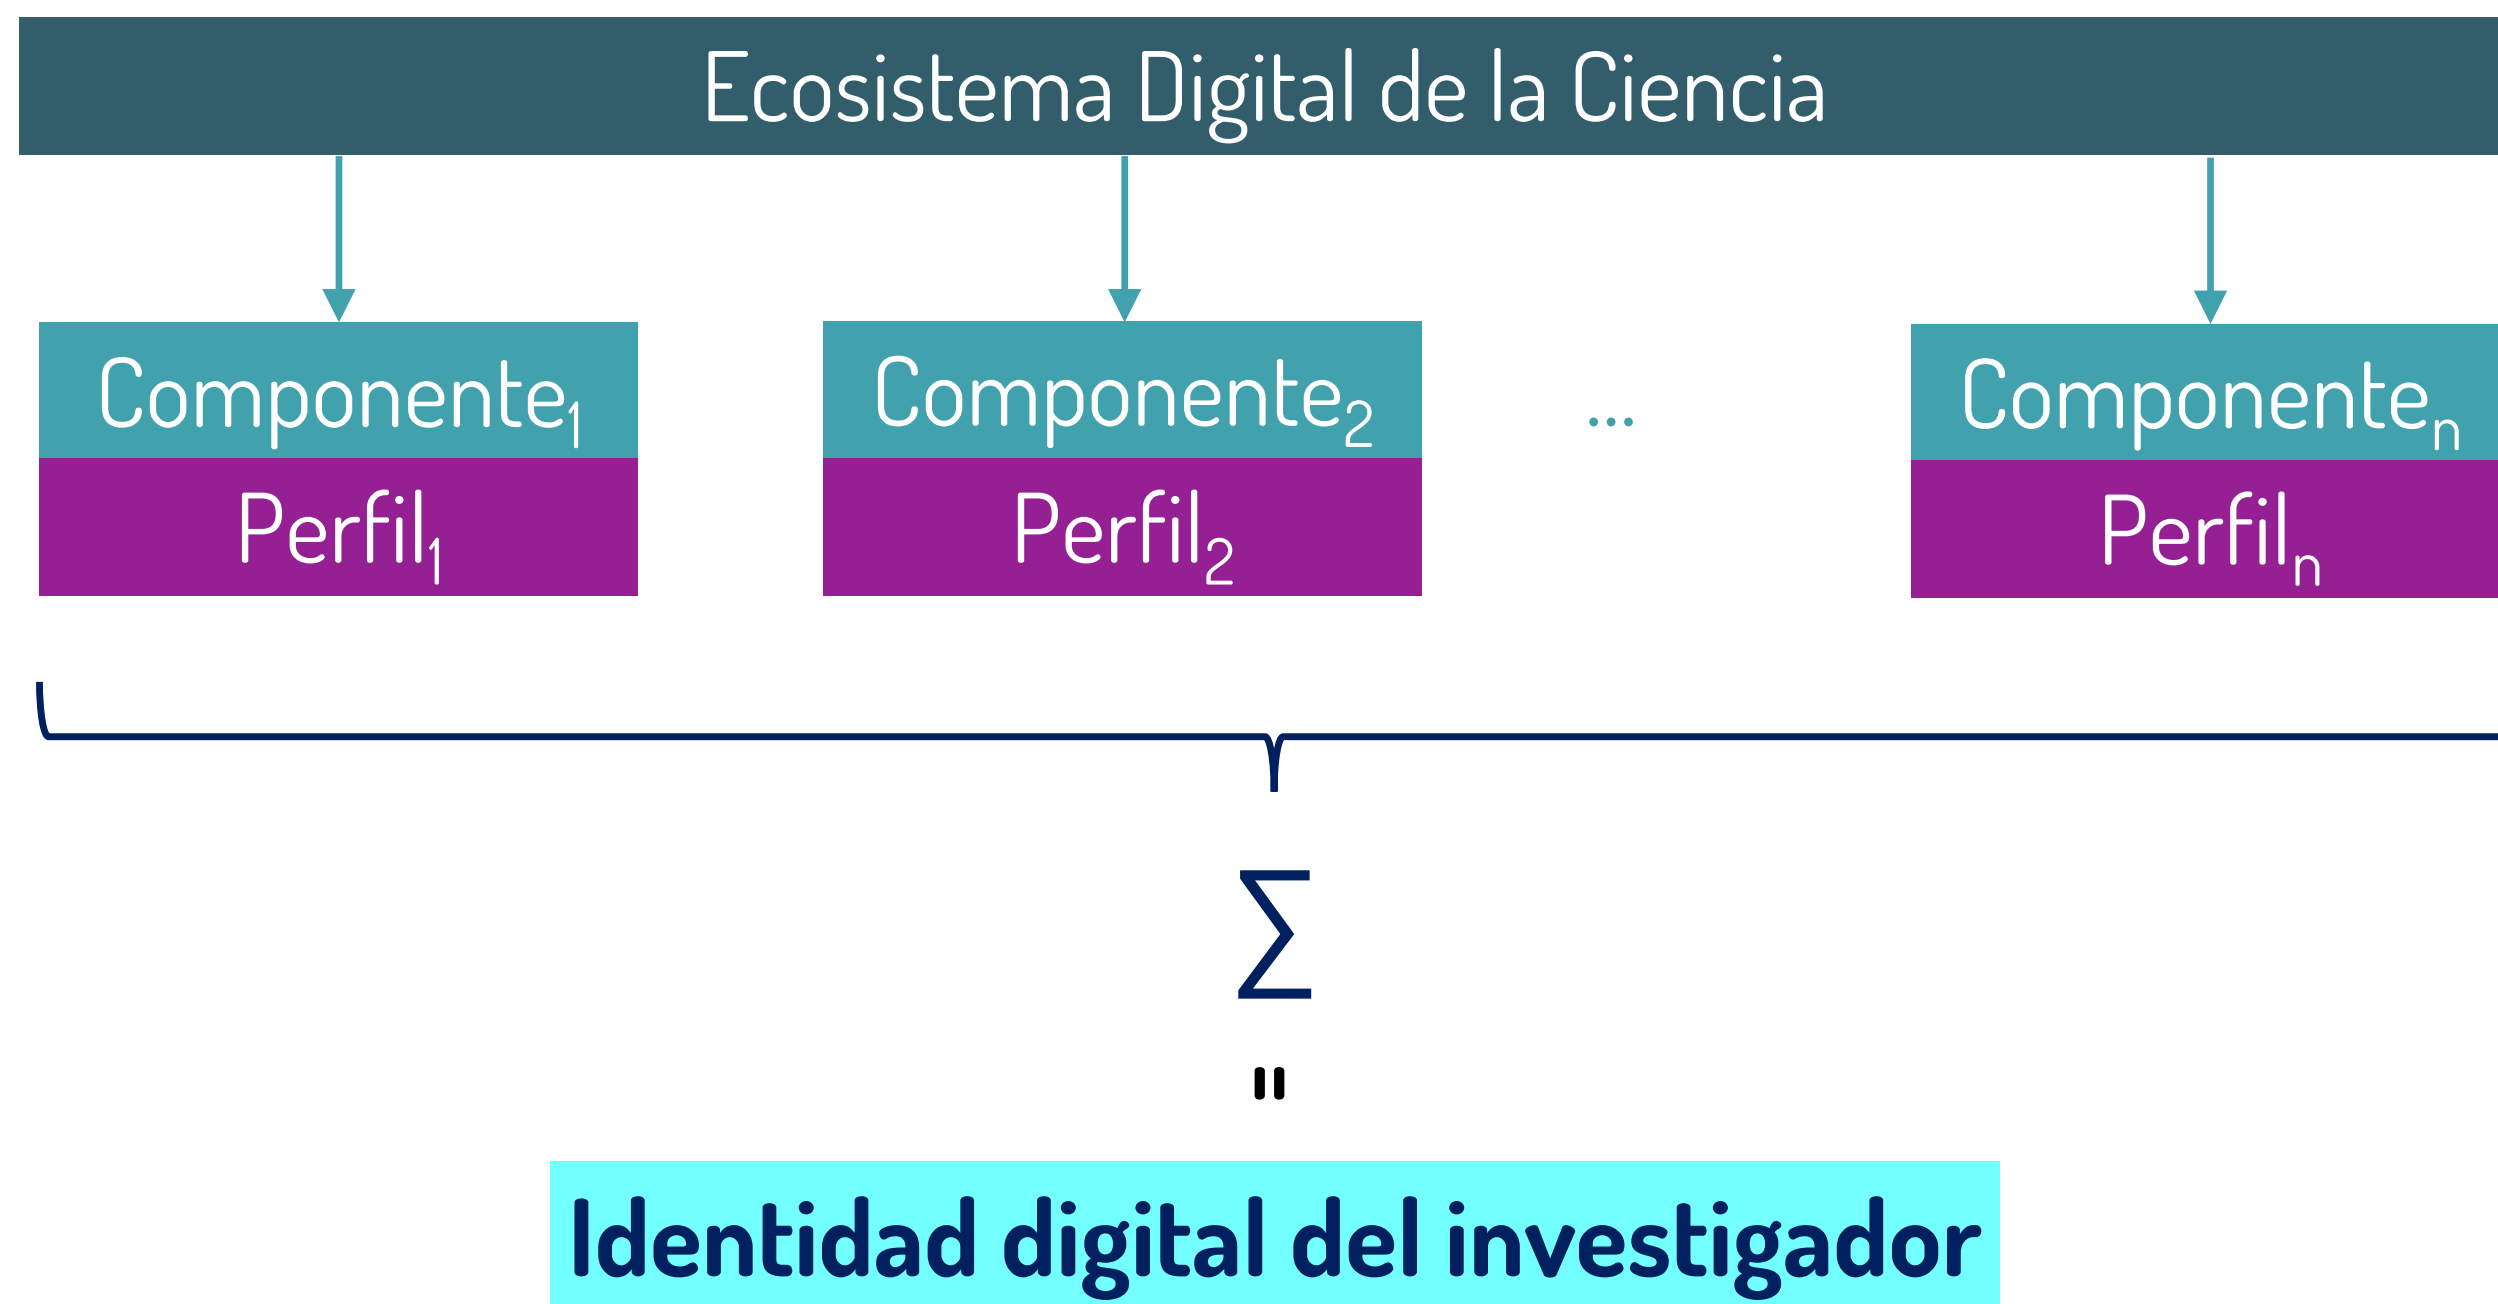 Ecosistema Digital de la Ciencia
Componente₁ Componente₂ ... Componenteₙ
Perfil₁ Perfil₂ Perfilₙ
∑
=
Identidad digital del investigador